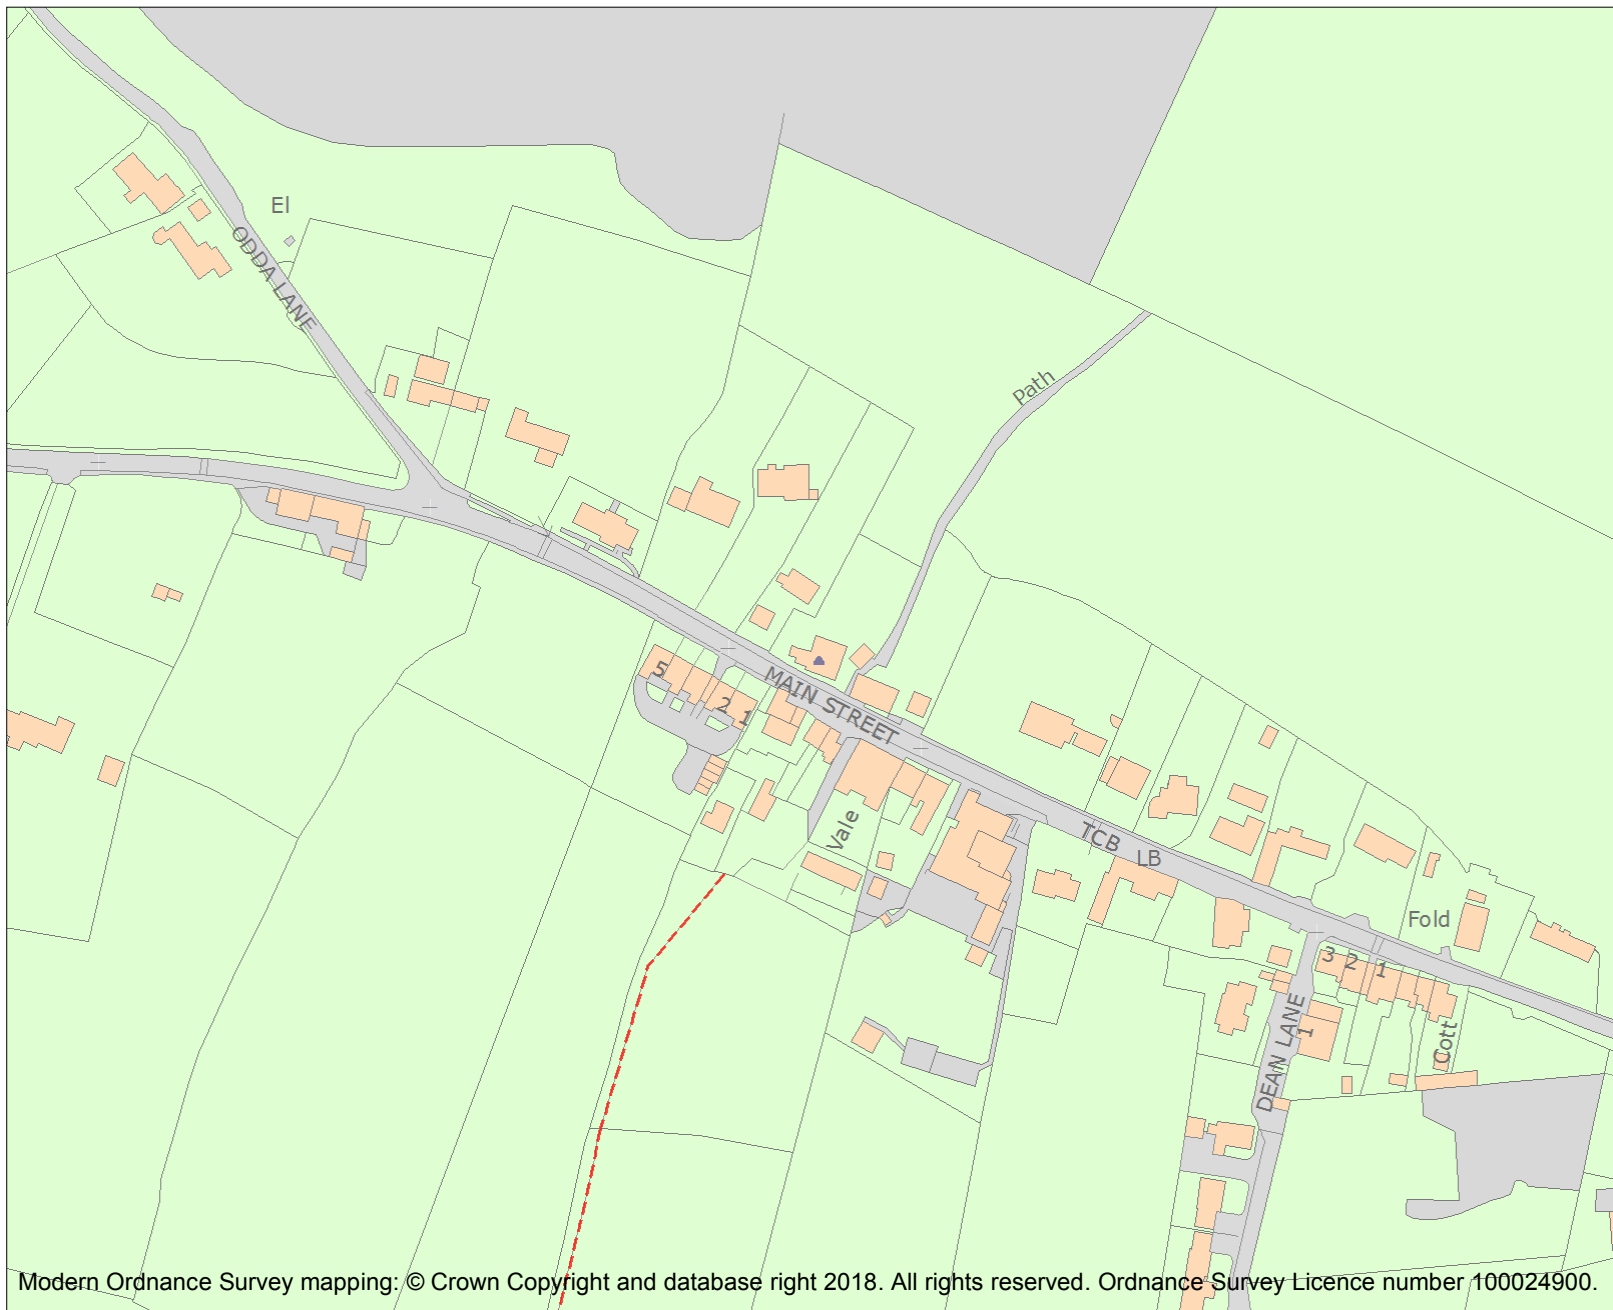 El
ODDA LANE
Path
5
2 1
MAIN STREET
Vale
TCB
LB
Fold
3 2 1
DEAN LANE
1
Cott
Modern Ordnance Survey mapping: © Crown Copyright and database right 2018. All rights reserved. Ordnance Survey Licence number 100024900.